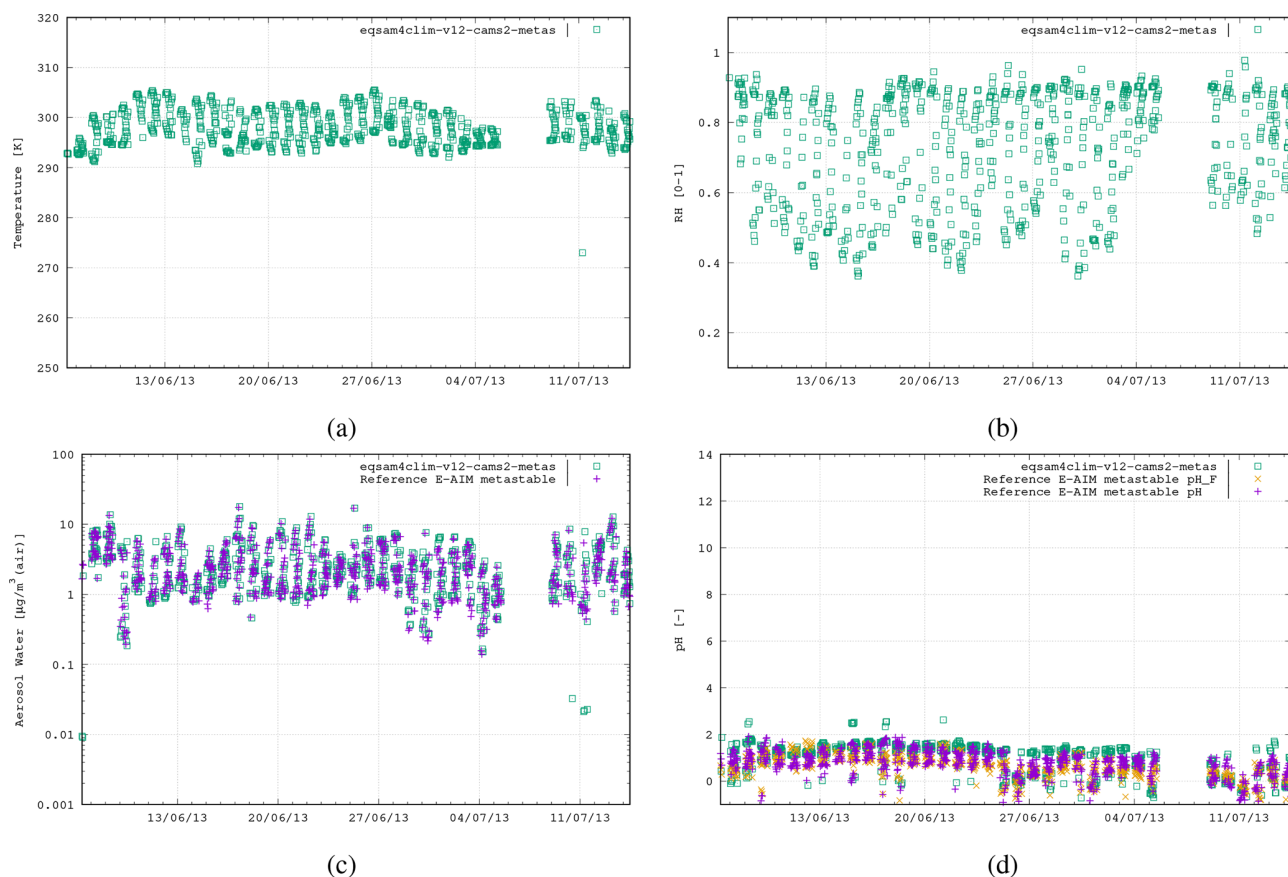 320
310
300
290
280
270
260
250
Temperature [K]
eqsam4clim-v12-cams2-metas
13/06/13 20/06/13 27/06/13 04/07/13 11/07/13
(a)
1
0.8
0.6
0.4
0.2
RH [0-1]
eqsam4clim-v12-cams2-metas
13/06/13 20/06/13 27/06/13 04/07/13 11/07/13
(b)
100
10
1
0.1
0.01
0.001
Aerosol Water [µg/m³(air)]
eqsam4clim-v12-cams2-metas
Reference E-AIM metastable
13/06/13 20/06/13 27/06/13 04/07/13 11/07/13
(c)
14
12
10
8
6
4
2
0
pH [-]
eqsam4clim-v12-cams2-metas
Reference E-AIM metastable pH_F
Reference E-AIM metastable pH
13/06/13 20/06/13 27/06/13 04/07/13 11/07/13
(d)